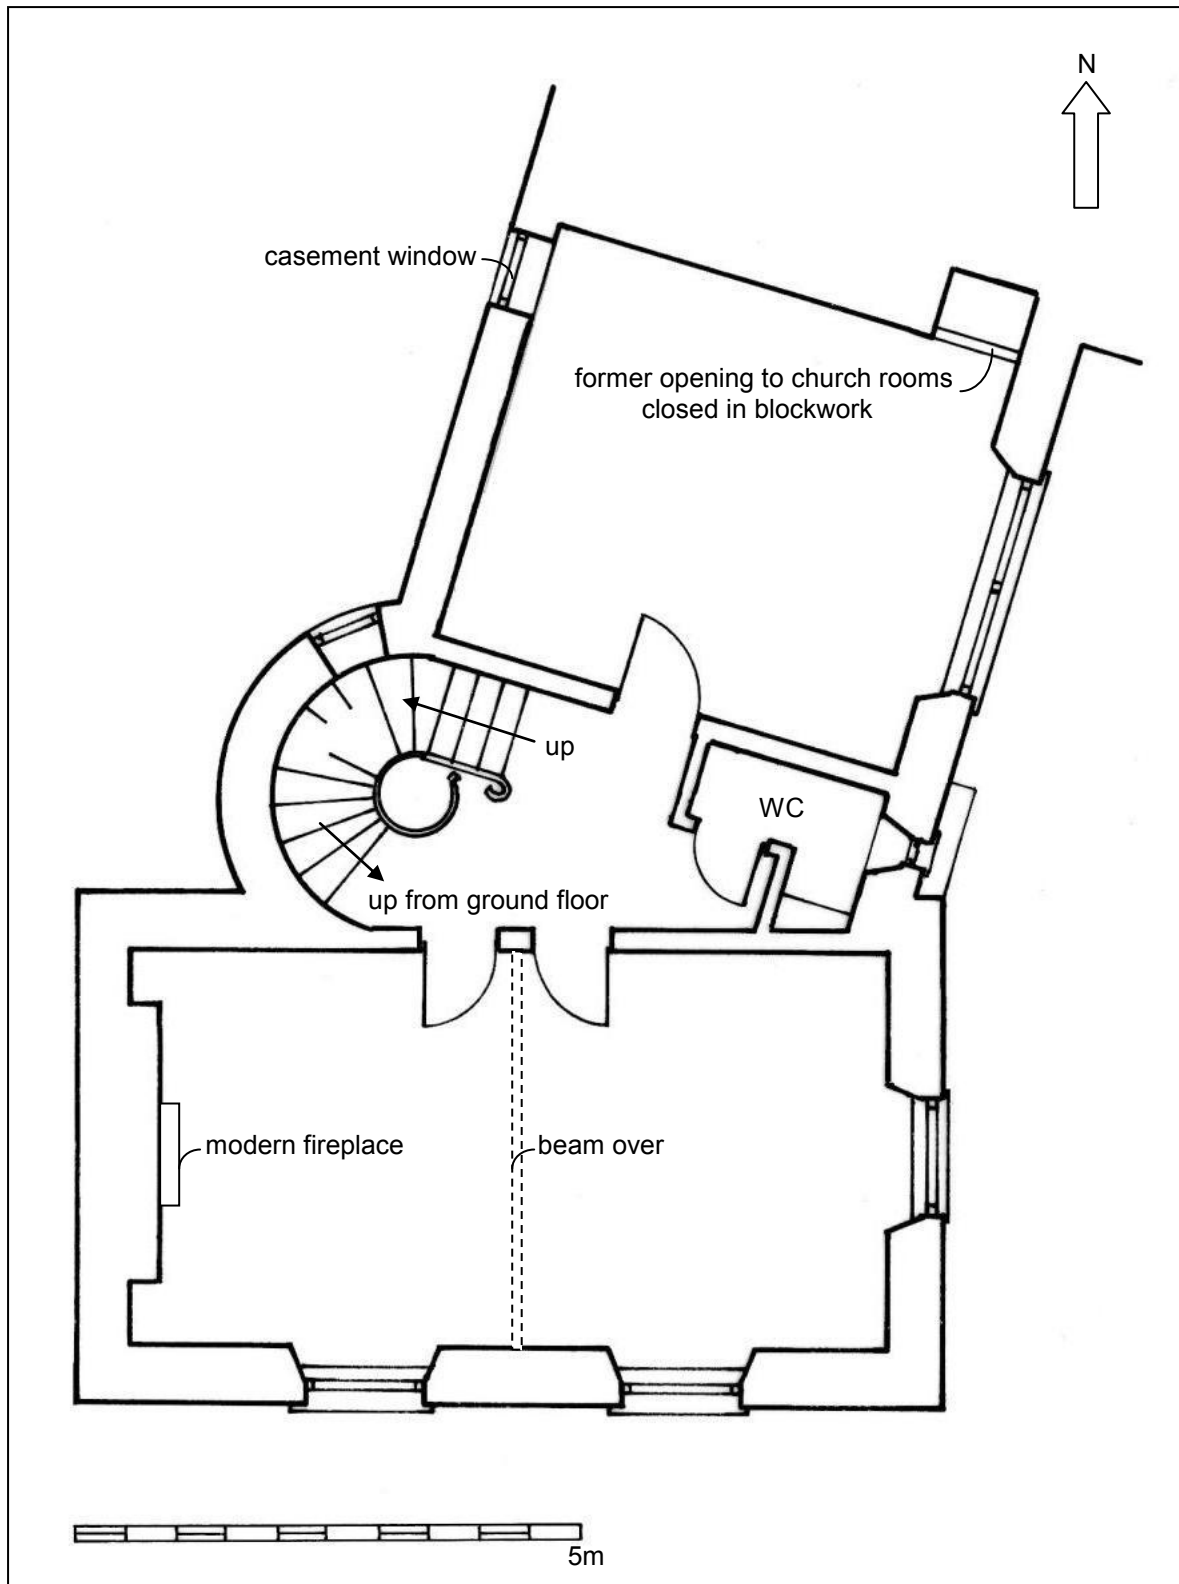 N
casement window
former opening to church rooms
closed in blockwork
up
WC
up from ground floor
modern fireplace
beam over
5m